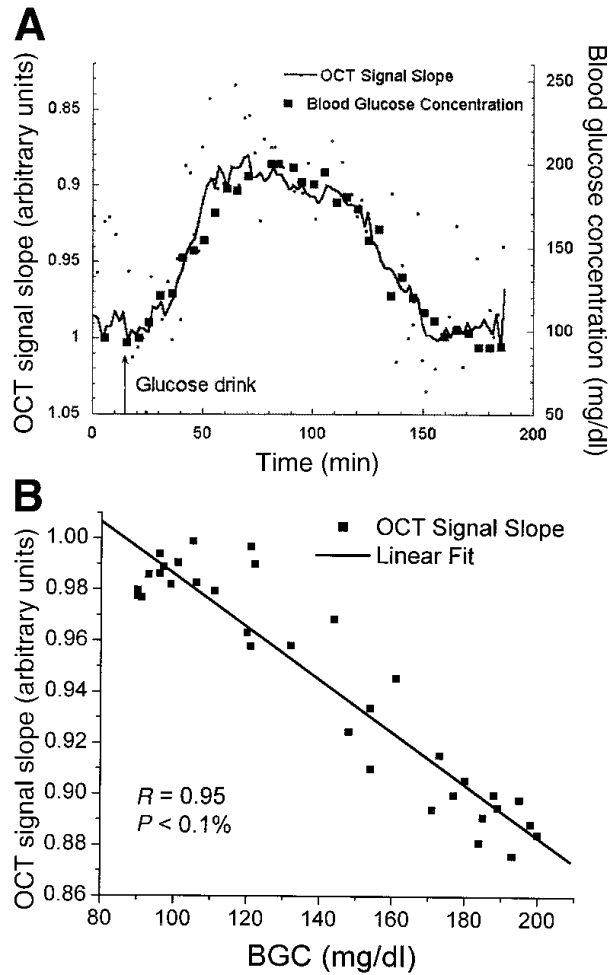 A
OCT signal slope (arbitrary units)
0.85
0.9
0.95
1
1.05
OCT Signal Slope
Blood Glucose Concentration
Glucose drink
250
200
150
100
50
Blood glucose concentration (mg/dl)
0 50 100 150 200
Time (min)
B
OCT signal slope (arbitrary units)
1.00
0.98
0.96
0.94
0.92
0.90
0.88
0.86
OCT Signal Slope
Linear Fit
R = 0.95
P < 0.1%
80 100 120 140 160 180 200
BGC (mg/dl)